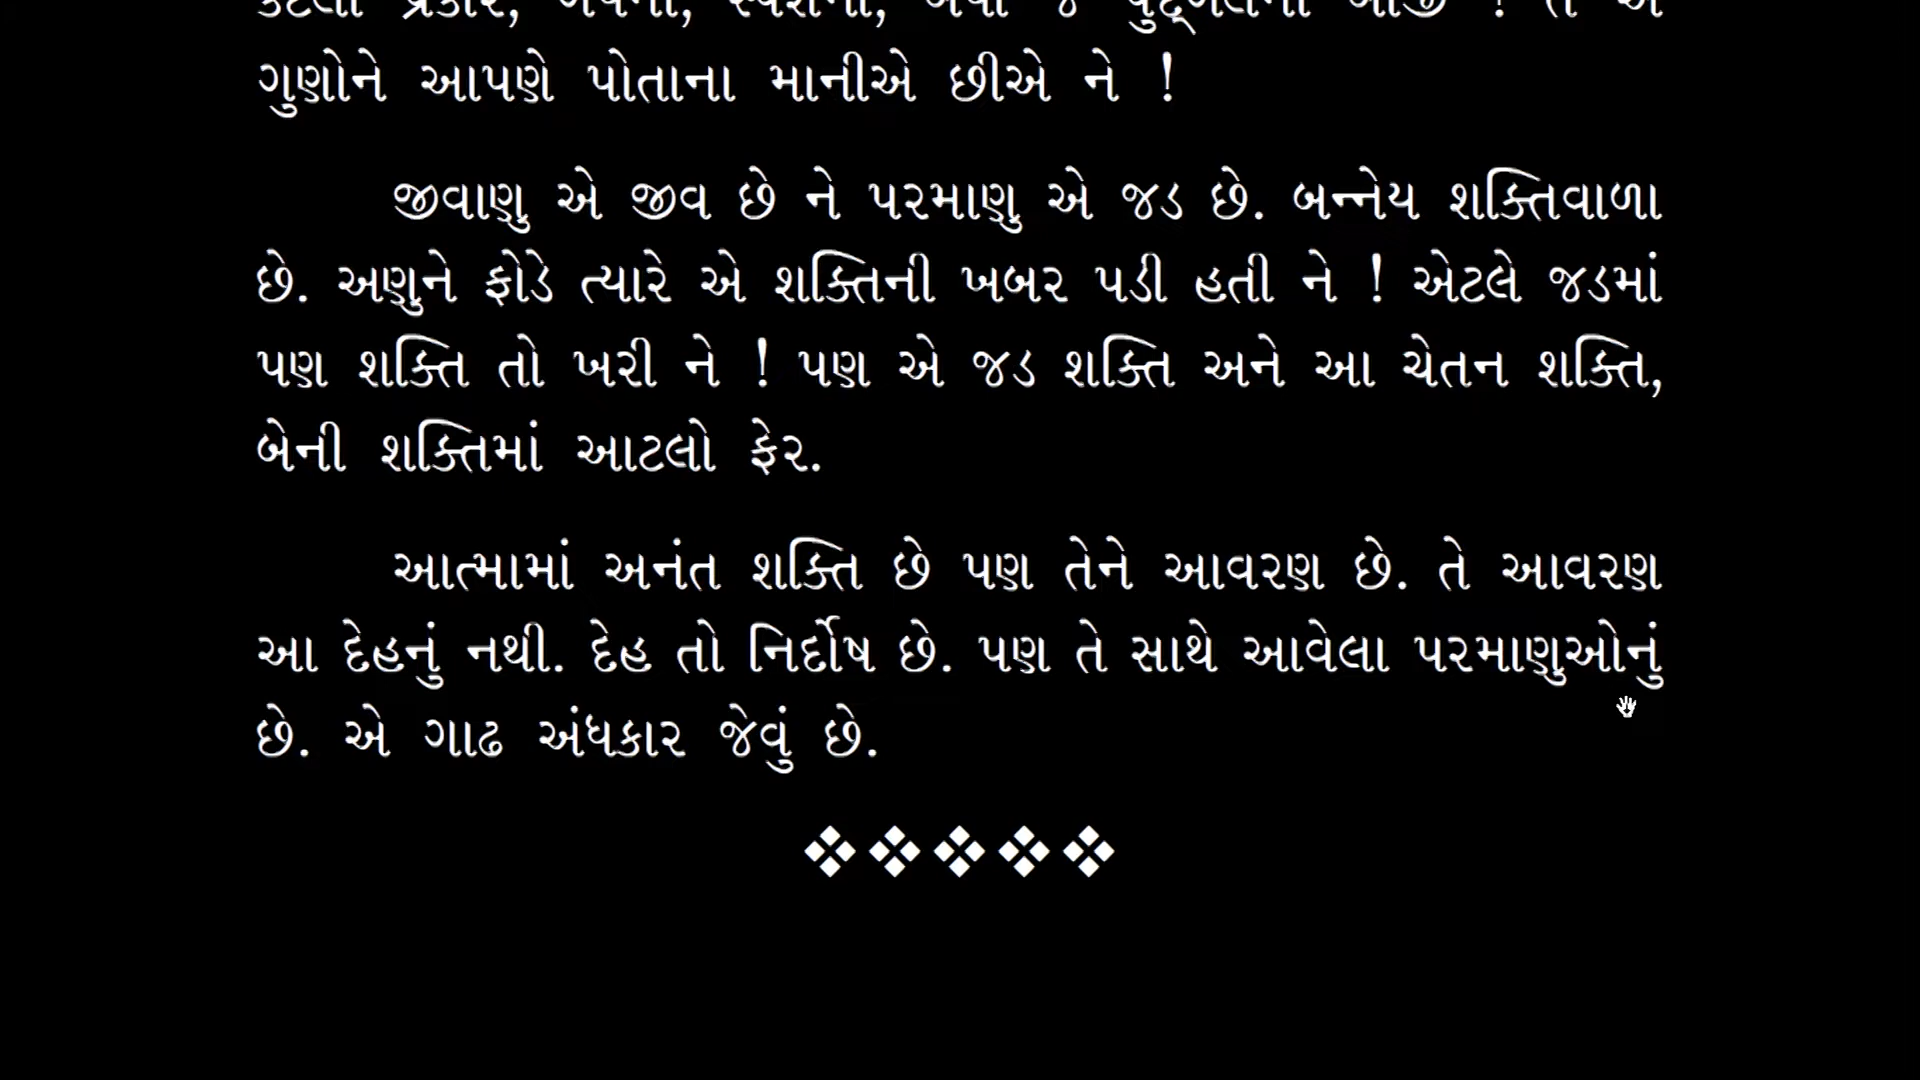 ગુણોને આપણે પોતાના માનીએ છીએ ને !
જીવાણુ એ જીવ છે ને પરમાણુ એ જડ છે. બન્નેય શક્તિવાળા
છે. અણુને ફોડે ત્યારે એ શક્તિની ખબર પડી હતી ને ! એટલે જડમાં
પણ શક્તિ તો ખરી ને ! પણ એ જડ શક્તિ અને આ ચેતન શક્તિ,
બેની શક્તિમાં આટલો ફેર.
આત્મામાં અનંત શક્તિ છે પણ તેને આવરણ છે. તે આવરણ
આ દેહનું નથી. દેહ તો નિર્દોષ છે. પણ તે સાથે આવેલા પરમાણુઓનું
છે. એ ગાઢ અંધકાર જેવું છે.